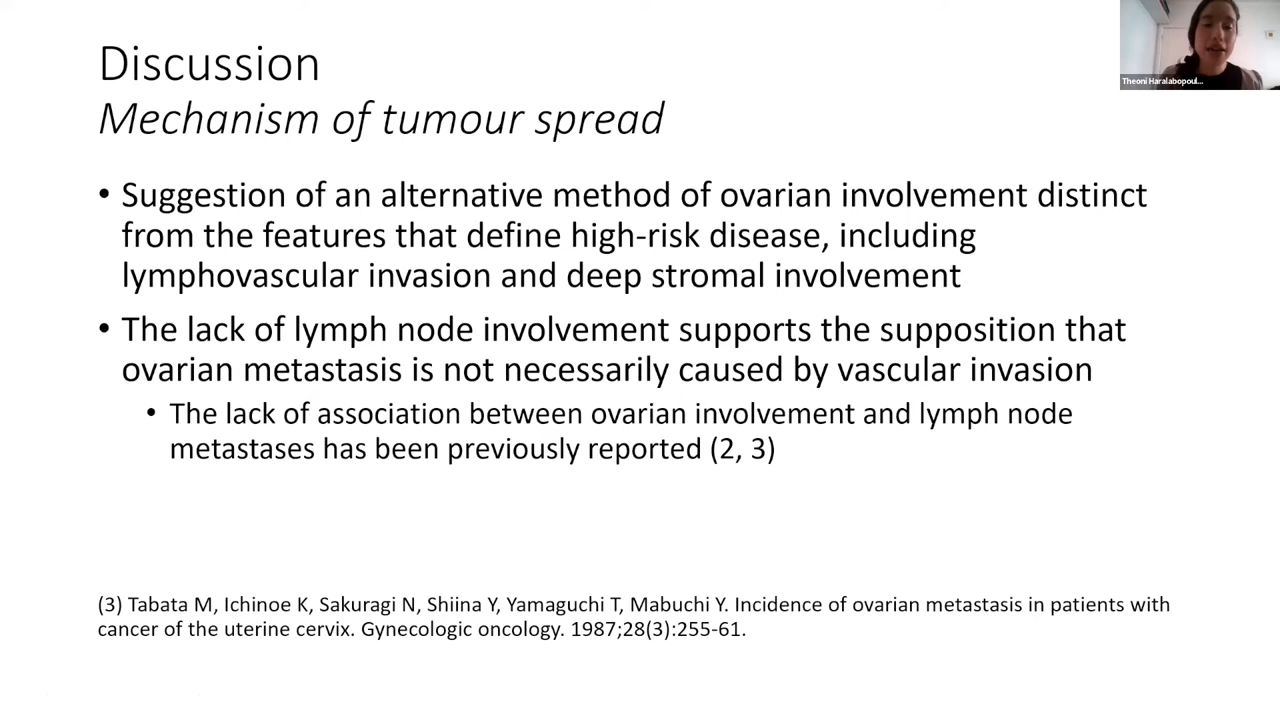 Discussion
Mechanism of tumour spread
Theoni Haralabopoul...
• Suggestion of an alternative method of ovarian involvement distinct
from the features that define high-risk disease, including
lymphovascular invasion and deep stromal involvement
• The lack of lymph node involvement supports the supposition that
ovarian metastasis is not necessarily caused by vascular invasion
• The lack of association between ovarian involvement and lymph node
metastases has been previously reported (2, 3)
(3) Tabata M, Ichinoe K, Sakuragi N, Shiina Y, Yamaguchi T, Mabuchi Y. Incidence of ovarian metastasis in patients with
cancer of the uterine cervix. Gynecologic oncology. 1987;28(3):255-61.